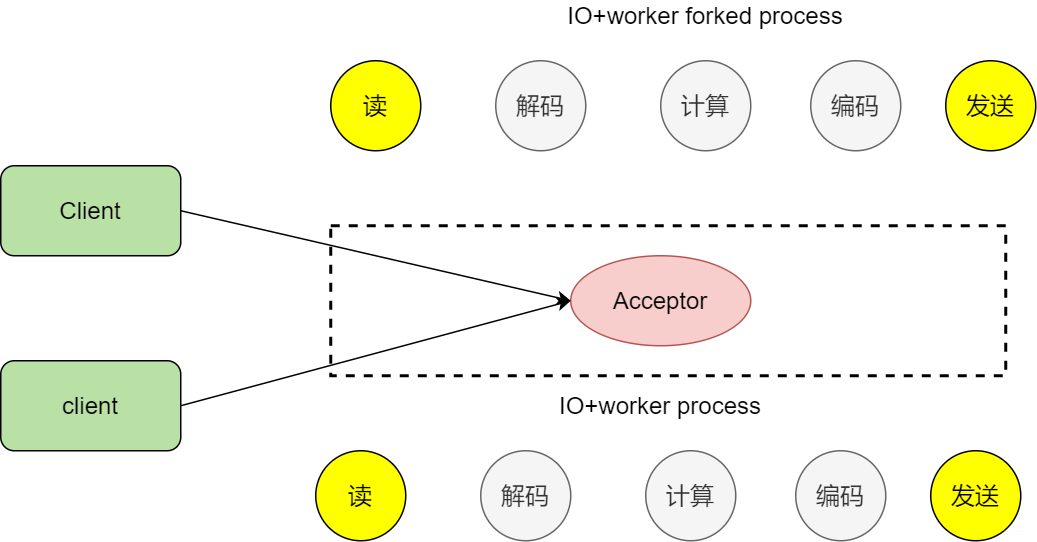 IO+worker forked process
读
解码
计算
编码
发送
Client
Acceptor
client
IO+worker process
读
解码
计算
编码
发送